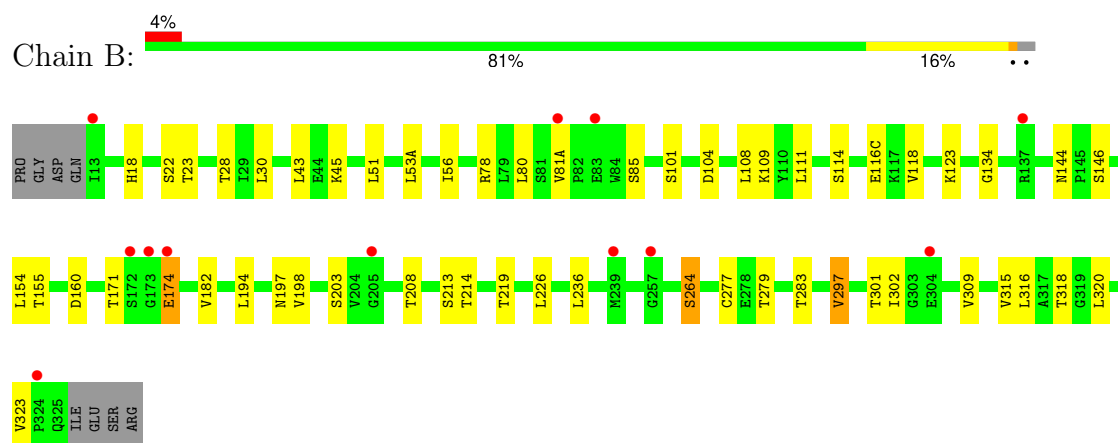 4%
Chain B:
81% 16% • •
PRO GLY ASP GLN I13 H18 S22 T23 T28 I29 L30 L43 E44 K45 L51 L53A I56 R78 L79 L80 S81 V81A P82 E83 W84 S85 S101 D104 L108 K109 Y110 L111 S114 E116C K117 V118 K123 G134 R137 N144 P145 S146
L154 T155 D160 T171 S172 G173 E174 V182 L194 N197 V198 S203 V204 G205 T208 S213 T214 T219 L226 L236 M239 G257 S264 C277 E278 T279 T283 V297 T301 I302 G303 E304 V309 V315 L316 A317 T318 G319 L320
V323 P324 Q325 ILE GLU SER ARG